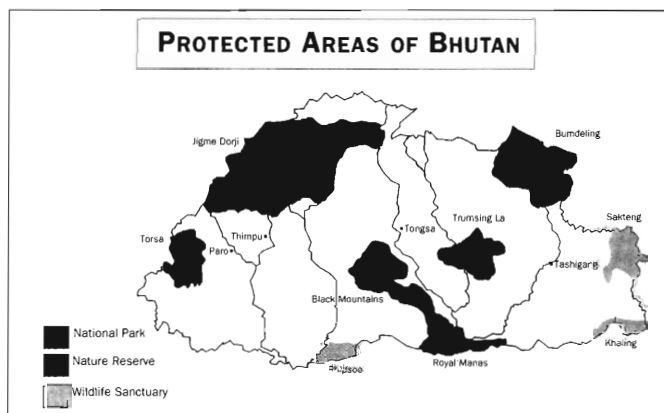 PROTECTED AREAS OF BHUTAN
Jigme Dorji
Bumdeling
Sakteng
Torsa
Thimpu
Paro
Tongsa
Trumsing La
Tashigang
Black Mountains
National Park
Nature Reserve
Wildlife Sanctuary
Royal Manas
Khaling